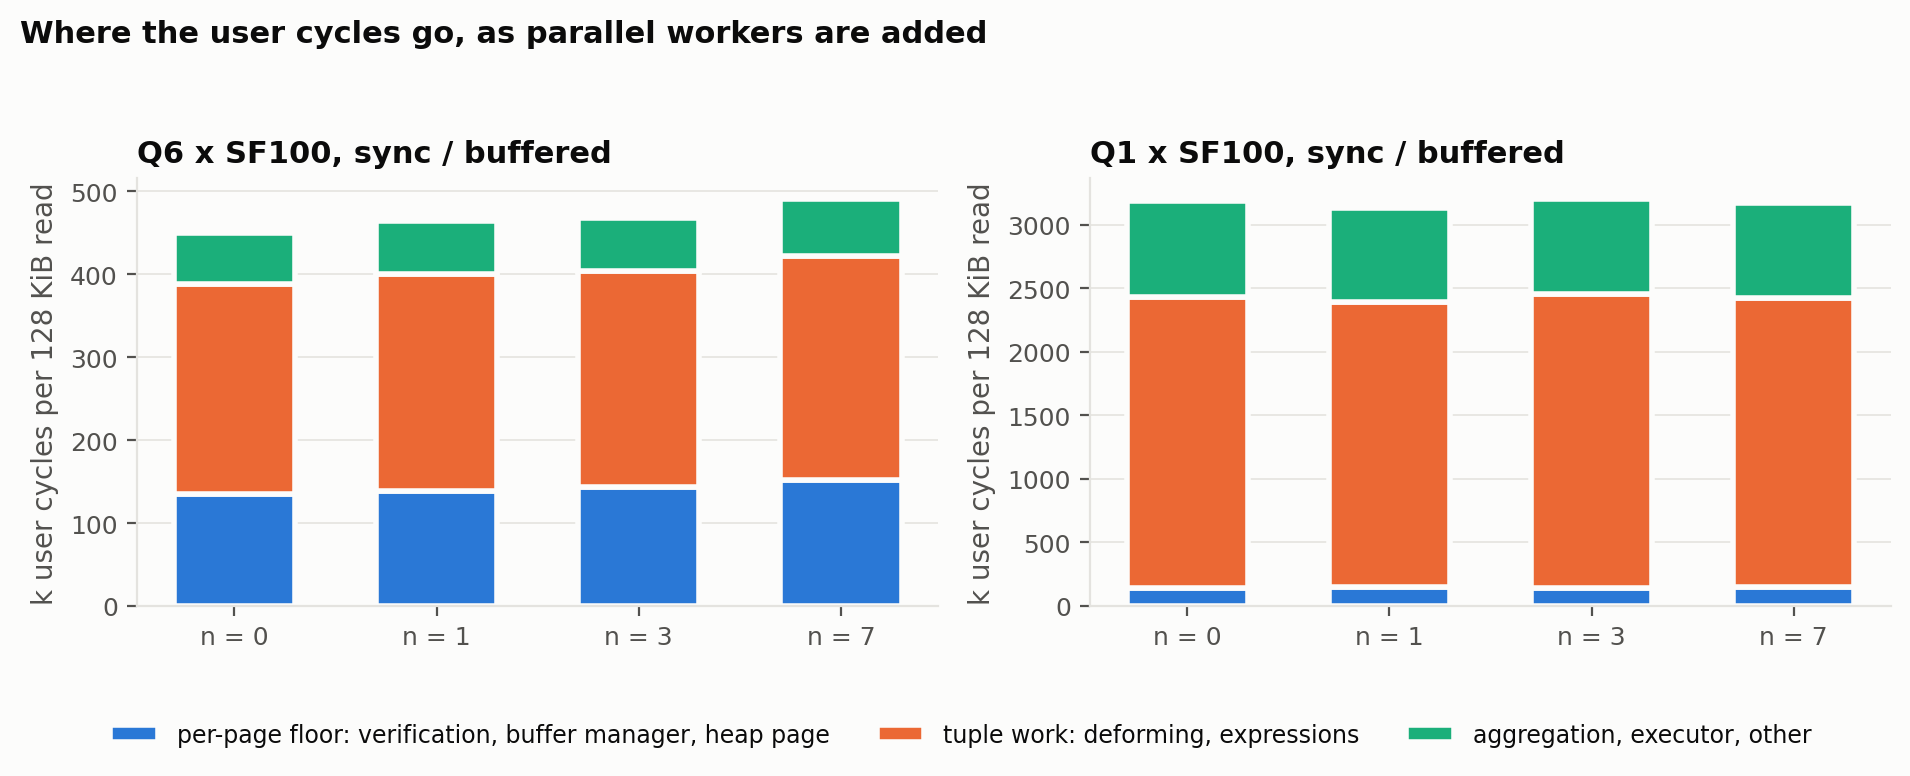 Where the user cycles go, as parallel workers are added
Q6 x SF100, sync / buffered
k user cycles per 128 KiB read
500
400
300
200
100
0
n = 0
n = 1
n = 3
n = 7
Q1 x SF100, sync / buffered
k user cycles per 128 KiB read
3000
2500
2000
1500
1000
500
0
n = 0
n = 1
n = 3
n = 7
per-page floor: verification, buffer manager, heap page
tuple work: deforming, expressions
aggregation, executor, other